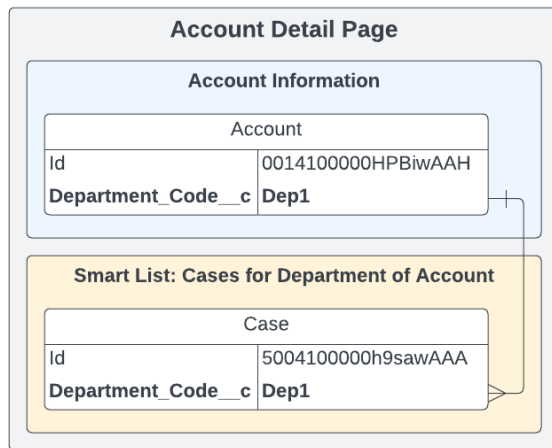 Account Detail Page
Account Information
Account
Id 0014100000HPBiwAAH
Department_Code__c Dep1
Smart List: Cases for Department of Account
Case
Id 5004100000h9sawAAA
Department_Code__c Dep1